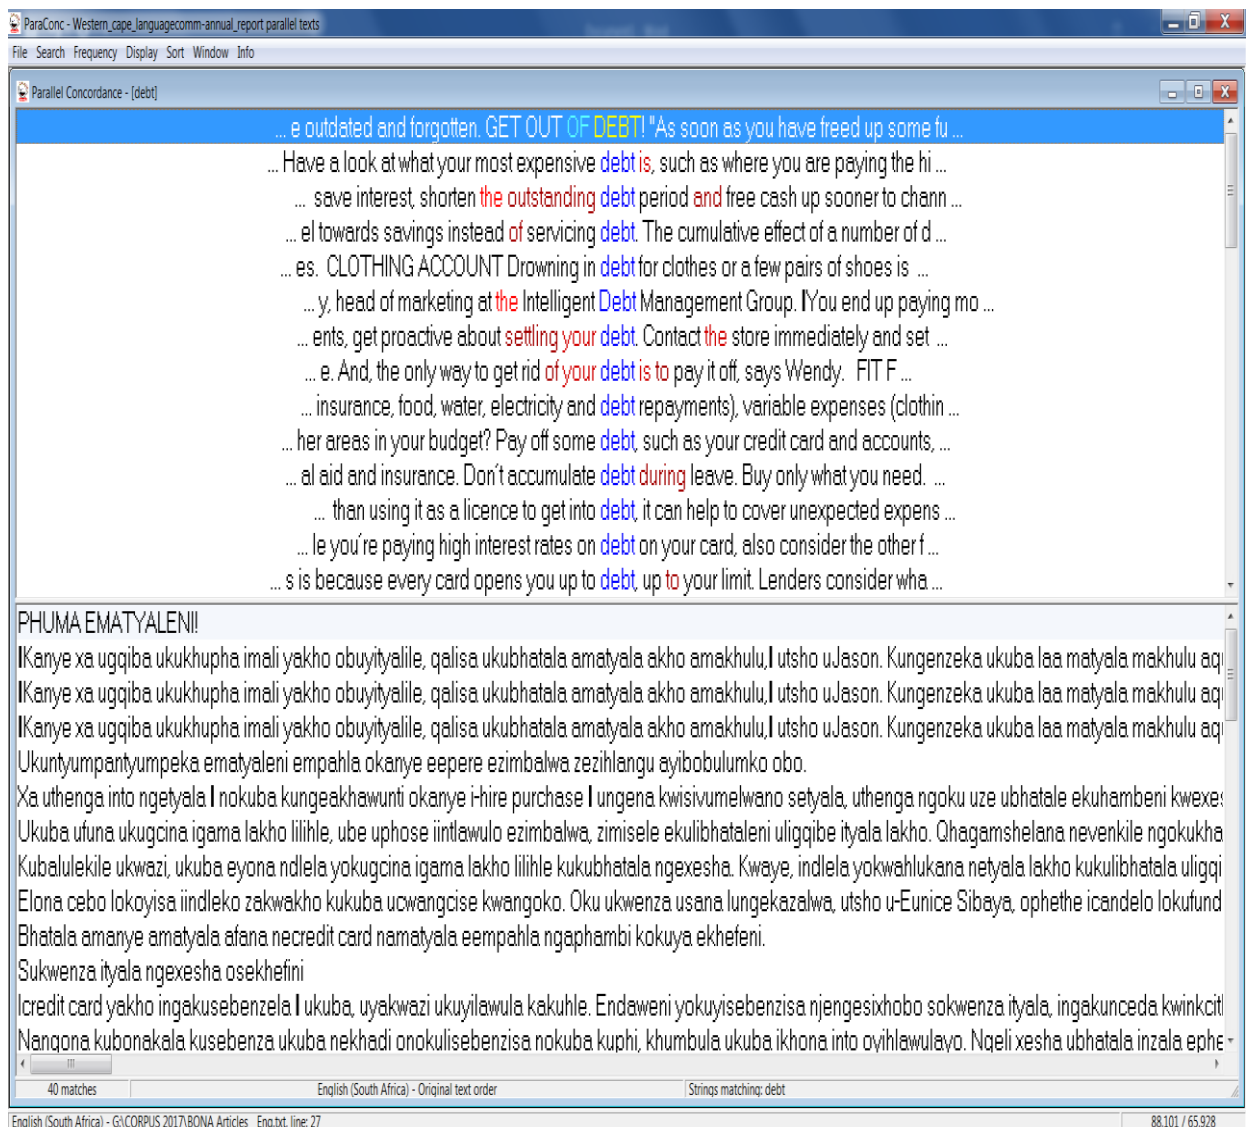 ParaConc - Western_cape_languagecomm-annual_report parallel texts
File Search Frequency Display Sort Window Info
Parallel Concordance - [debt]
... e outdated and forgotten. GET OUT OF DEBT! "As soon as you have freed up some fu ...
... Have a look at what your most expensive debt is, such as where you are paying the hi ...
... save interest, shorten the outstanding debt period and free cash up sooner to chann ...
... el towards savings instead of servicing debt. The cumulative effect of a number of d ...
... es. CLOTHING ACCOUNT Drowning in debt for clothes or a few pairs of shoes is ...
... y, head of marketing at the Intelligent Debt Management Group. IYou end up paying mo ...
... ents, get proactive about settling your debt. Contact the store immediately and set ...
... e. And, the only way to get rid of your debt is to pay it off, says Wendy. FIT F ...
... insurance, food, water, electricity and debt repayments), variable expenses (clothin ...
... her areas in your budget? Pay off some debt, such as your credit card and accounts, ...
... al aid and insurance. Don´t accumulate debt during leave. Buy only what you need. ...
... than using it as a licence to get into debt, it can help to cover unexpected expens ...
... le you´re paying high interest rates on debt on your card, also consider the other f ...
... s is because every card opens you up to debt, up to your limit. Lenders consider wha ...
PHUMA EMATYALENI!
IKanye xa ugqiba ukukhupha imali yakho obuyityalile, qalisa ukubhatala amatyala akho amakhulu,I utsho uJason. Kungenzeka ukuba laa matyala makhulu aqu
IKanye xa ugqiba ukukhupha imali yakho obuyityalile, qalisa ukubhatala amatyala akho amakhulu,I utsho uJason. Kungenzeka ukuba laa matyala makhulu aqu
IKanye xa ugqiba ukukhupha imali yakho obuyityalile, qalisa ukubhatala amatyala akho amakhulu,I utsho uJason. Kungenzeka ukuba laa matyala makhulu aqu
Ukuntyumpantyumpeka ematyaleni empahla okanye eepere ezimbalwa zezihlangu ayibobulumko obo.
Xa uthenga into ngetyala I nokuba kungeakhawunti okanye i-hire purchase I ungena kwisivumelwano setyala, uthenga ngoku uze ubhatale ekuhambeni kwexes
Ukuba ufuna ukugcina igama lakho lilihle, ube uphose iintlawulo ezimbalwa, zimisele ekulibhataleni uligqibe ityala lakho. Qhagamshelana nevenkile ngokukha
Kubalulekile ukwazi, ukuba eyona ndlela yokugcina igama lakho lilihle kukubhatala ngexesha. Kwaye, indlela yokwahlukana netyala lakho kukulibhatala uligqi
Elona cebo lokoyisa iindleko zakwakho kukuba ucwangcise kwangoko. Oku ukwenza usana lungekazalwa, utsho u-Eunice Sibaya, ophethe icandelo lokufund
Bhatala amanye amatyala afana necredit card namatyala eempahla ngaphambi kokuya ekhefeni.
Sukwenza ityala ngexesha osekhefini
Icredit card yakho ingakusebenzela I ukuba, uyakwazi ukuyilawula kakuhle. Endaweni yokuyisebenzisa njengesixhobo sokwenza ityala, ingakunceda kwinkcitl
Nangona kubonakala kusebenza ukuba nekhadi onokulisebenzisa nokuba kuphi, khumbula ukuba ikhona into oyihlawulayo. Ngeli xesha ubhatala inzala ephe
40 matches
English (South Africa) - Original text order
Strings matching: debt
English (South Africa) - G:\CORPUS 2017\BONA Articles_Eng.txt, line: 27
88,101 / 65,928